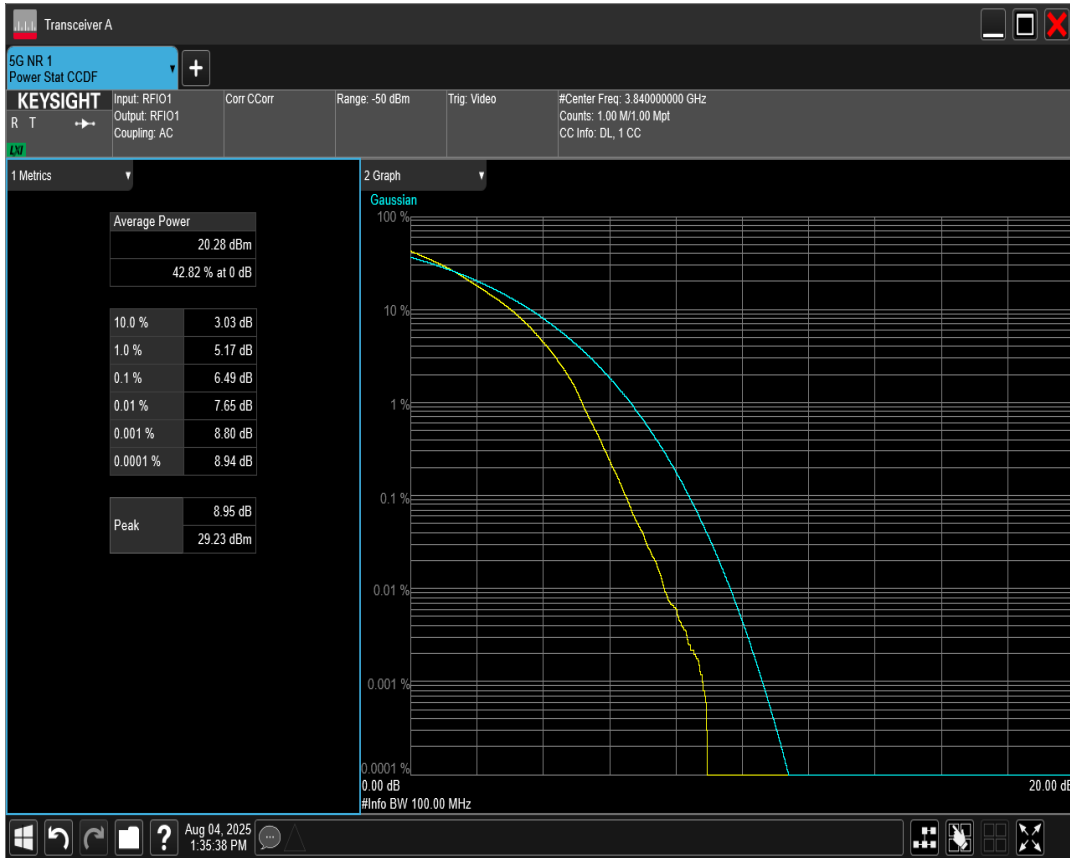 Transceiver A
5G NR 1
Power Stat CCDF
+
KEYSIGHT
R T
LXI
Input: RFIO1
Output: RFIO1
Coupling: AC
Corr CCorr
Range: -50 dBm
Trig: Video
#Center Freq: 3.840000000 GHz
Counts: 1.00 M/1.00 Mpt
CC Info: DL, 1 CC
1 Metrics
Average Power
20.28 dBm
42.82 % at 0 dB
10.0 % 3.03 dB
1.0 % 5.17 dB
0.1 % 6.49 dB
0.01 % 7.65 dB
0.001 % 8.80 dB
0.0001 % 8.94 dB
Peak 8.95 dB
29.23 dBm
2 Graph
Gaussian
100 %
10 %
1 %
0.1 %
0.01 %
0.001 %
0.0001 %
0.00 dB 20.00 dB
#Info BW 100.00 MHz
?
Aug 04, 2025
1:35:38 PM